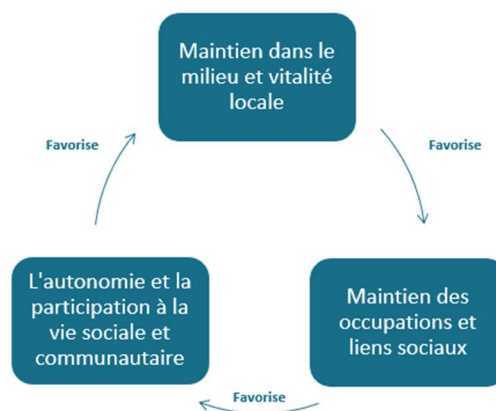 Maintien dans le
milieu et vitalité
locale
Favorise
Favorise
L'autonomie et la
participation à la
vie sociale et
communautaire
Maintien des
occupations et
liens sociaux
Favorise